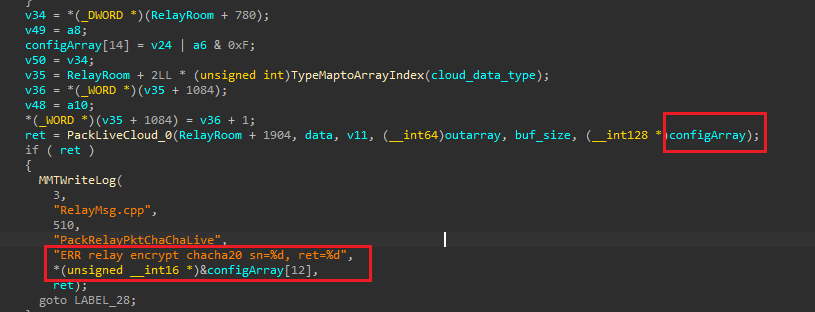 }
v34 = *(_DWORD *)(RelayRoom + 780);
v49 = a8;
configArray[14] = v24 | a6 & 0xF;
v50 = v34;
v35 = RelayRoom + 2LL * (unsigned int)TypeMaptoArrayIndex(cloud_data_type);
v36 = *(_WORD *)(v35 + 1084);
v48 = a10;
*(_WORD *)(v35 + 1084) = v36 + 1;
ret = PackLiveCloud_0(RelayRoom + 1904, data, v11, (__int64)outarray, buf_size, (__int128 *)configArray);
if ( ret )
{
MMTWriteLog(
3,
"RelayMsg.cpp",
510,
"PackRelayPktChaChaLive",
"ERR relay encrypt chacha20 sn=%d, ret=%d",
*(unsigned __int16 *)&configArray[12],
ret);
goto LABEL_28;
}